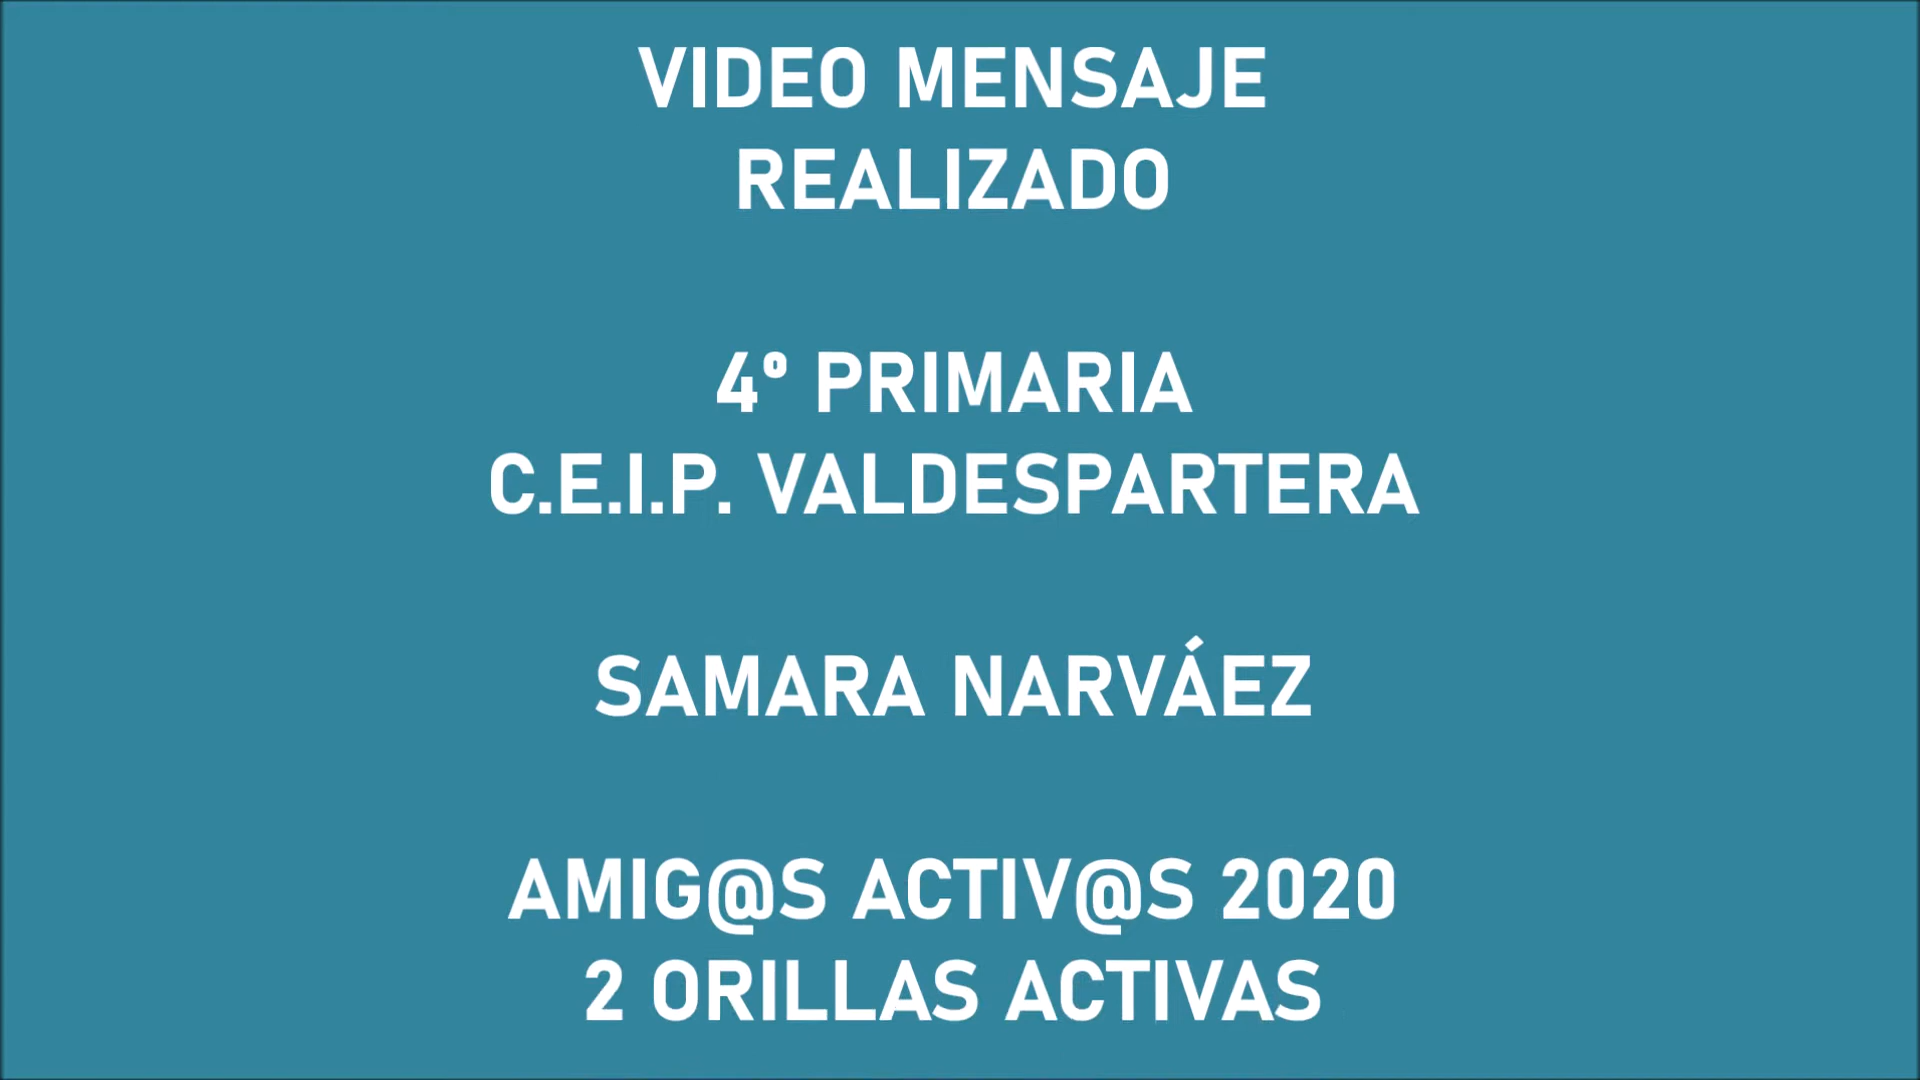 VIDEO MENSAJE
REALIZADO
4º PRIMARIA
C.E.I.P. VALDESPARTERA
SAMARA NARVÁEZ
AMIG@S ACTIV@S 2020
2 ORILLAS ACTIVAS